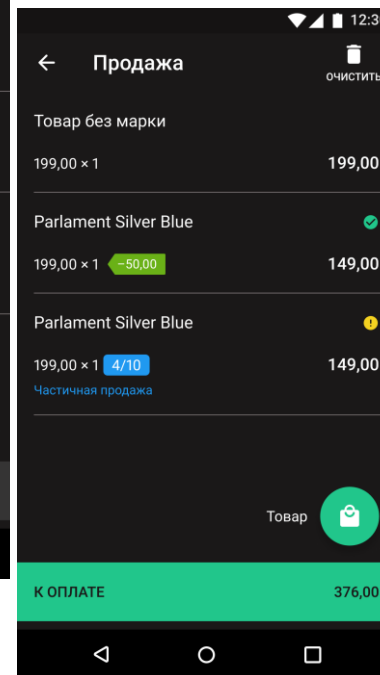 12:3
Продажа
очистить
Товар без марки
199,00 × 1 199,00
Parlament Silver Blue
199,00 × 1 −50,00 149,00
Parlament Silver Blue
199,00 × 1 4/10 149,00
Частичная продажа
Товар
К ОПЛАТЕ 376,00